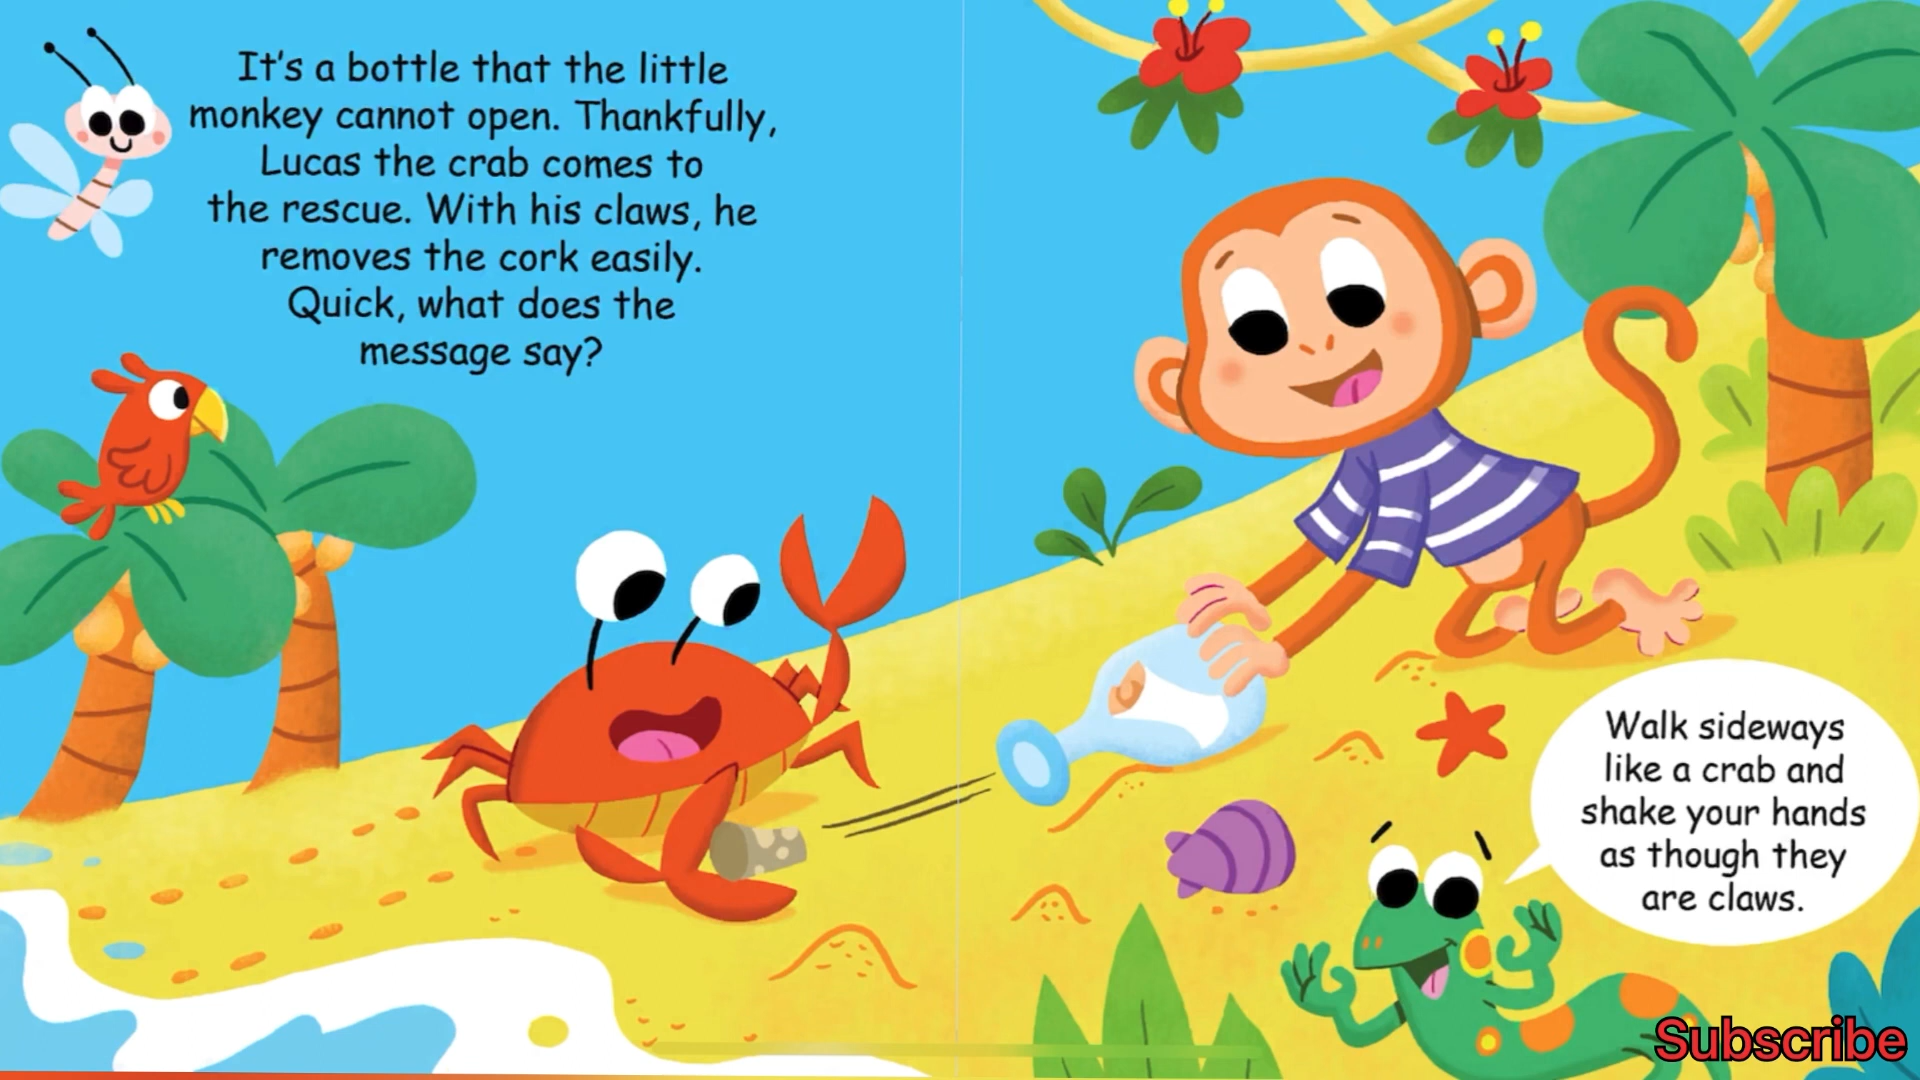 It's a bottle that the little
monkey cannot open. Thankfully,
Lucas the crab comes to
the rescue. With his claws, he
removes the cork easily.
Quick, what does the
message say?
Walk sideways
like a crab and
shake your hands
as though they
are claws.
Subscribe